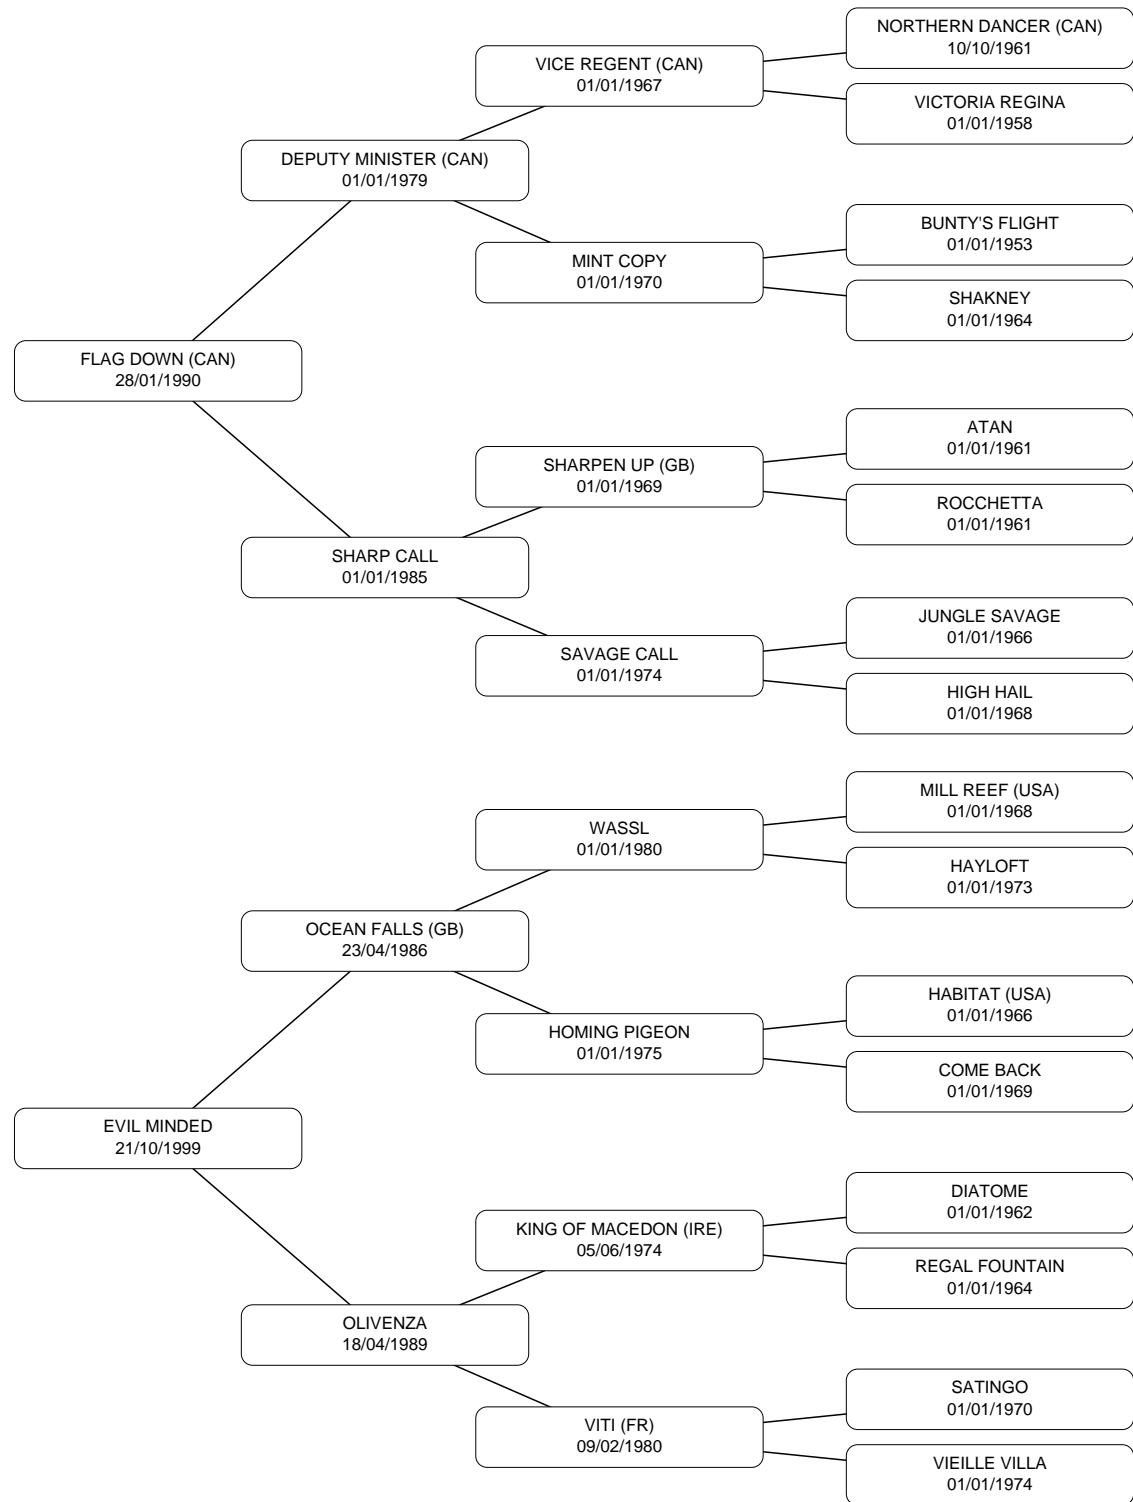 NORTHERN DANCER (CAN)
10/10/1961
VICE REGENT (CAN)
01/01/1967
VICTORIA REGINA
01/01/1958
DEPUTY MINISTER (CAN)
01/01/1979
BUNTY'S FLIGHT
01/01/1953
MINT COPY
01/01/1970
SHAKNEY
01/01/1964
FLAG DOWN (CAN)
28/01/1990
ATAN
01/01/1961
SHARPEN UP (GB)
01/01/1969
ROCCHETTA
01/01/1961
SHARP CALL
01/01/1985
JUNGLE SAVAGE
01/01/1966
SAVAGE CALL
01/01/1974
HIGH HAIL
01/01/1968
MILL REEF (USA)
01/01/1968
WASSL
01/01/1980
HAYLOFT
01/01/1973
OCEAN FALLS (GB)
23/04/1986
HABITAT (USA)
01/01/1966
HOMING PIGEON
01/01/1975
COME BACK
01/01/1969
EVIL MINDED
21/10/1999
DIATOME
01/01/1962
KING OF MACEDON (IRE)
05/06/1974
REGAL FOUNTAIN
01/01/1964
OLIVENZA
18/04/1989
SATINGO
01/01/1970
VITI (FR)
09/02/1980
VIEILLE VILLA
01/01/1974